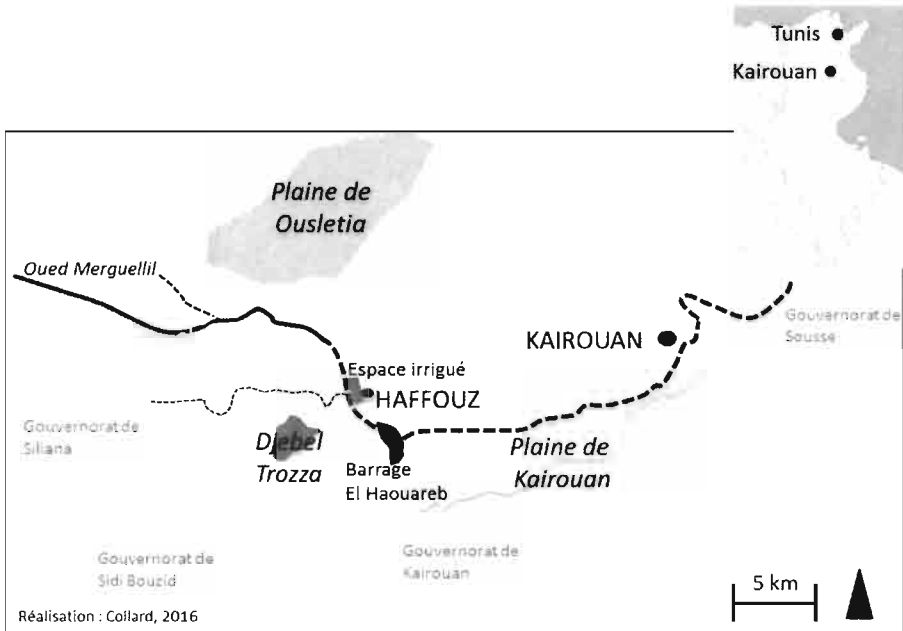 Tunis
Kairouan
Plaine de
Ousletia
Oued Merguellil
Gouvernorat de
Sousse
KAIROUAN
Espace irrigué
HAFFOUZ
Gouvernorat de
Siliana
Djebel
Trozza
Plaine de
Kairouan
Barrage
El Haouareb
Gouvernorat de
Sidi Bouzid
Gouvernorat de
Kairouan
5 km
Réalisation : Collard, 2016